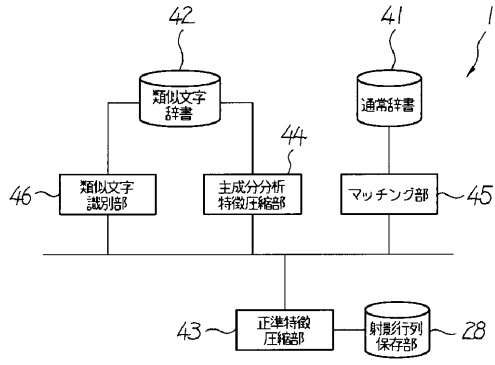 42
41
1
類似文字
辞書
通常辞書
44
46
類似文字
識別部
主成分分析
特徴圧縮部
マッチング部
45
43
正準特徴
圧縮部
射影行列
保存部
28